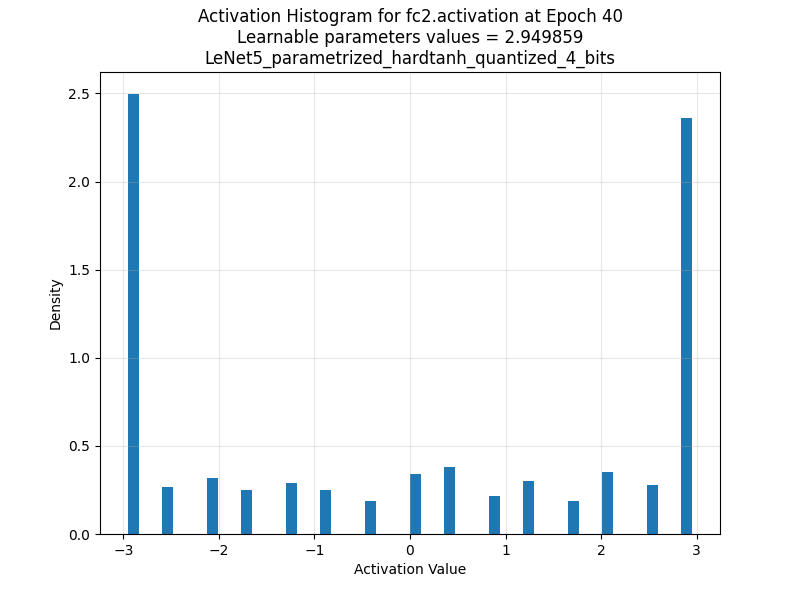 Activation Histogram for fc2.activation at Epoch 40
Learnable parameters values = 2.949859
LeNet5_parametrized_hardtanh_quantized_4_bits
2.5
2.0
1.5
1.0
0.5
0.0
Density
−3
−2
−1
0
1
2
3
Activation Value